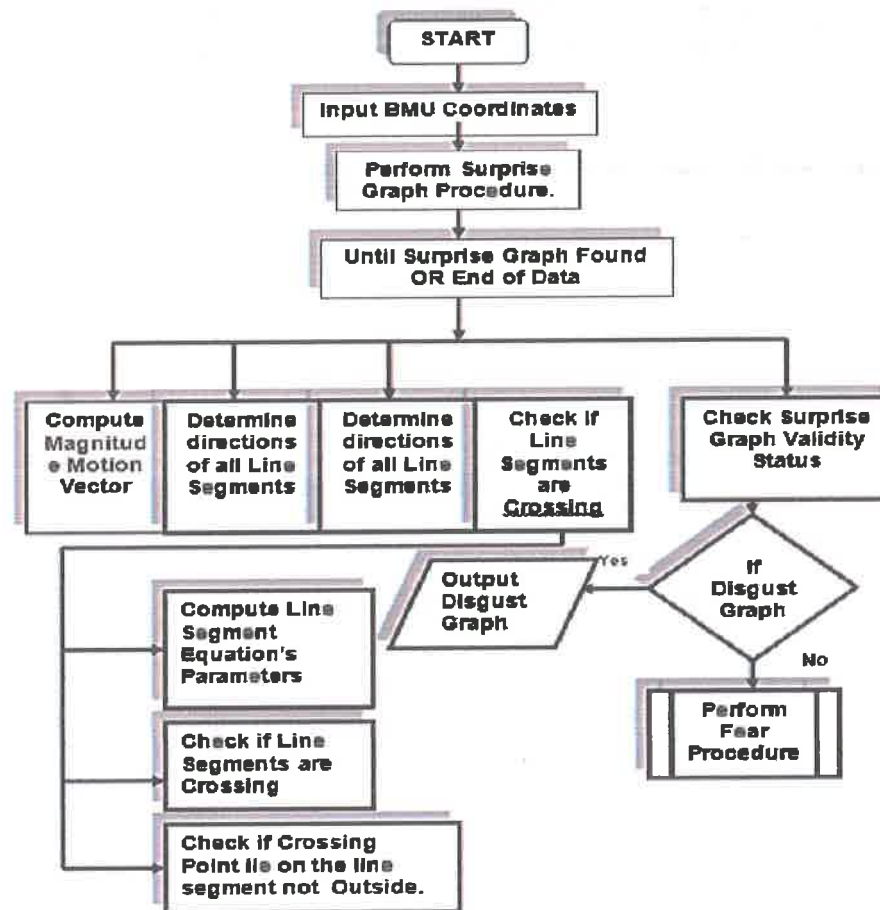 START
Input BMU Coordinates
Perform Surprise
Graph Procedure.
Until Surprise Graph Found
OR End of Data
Compute
Magnitud
e Motion
Vector
Determine
directions
of all Line
Segments
Determine
directions
of all Line
Segments
Check if
Line
Segments
are
Crossing
Check Surprise
Graph Validity
Status
Yes
Output
Disgust
Graph
If
Disgust
Graph
No
Compute Line
Segment
Equation's
Parameters
Perform
Fear
Procedure
Check if Line
Segments are
Crossing
Check if Crossing
Point lie on the line
segment not Outside.